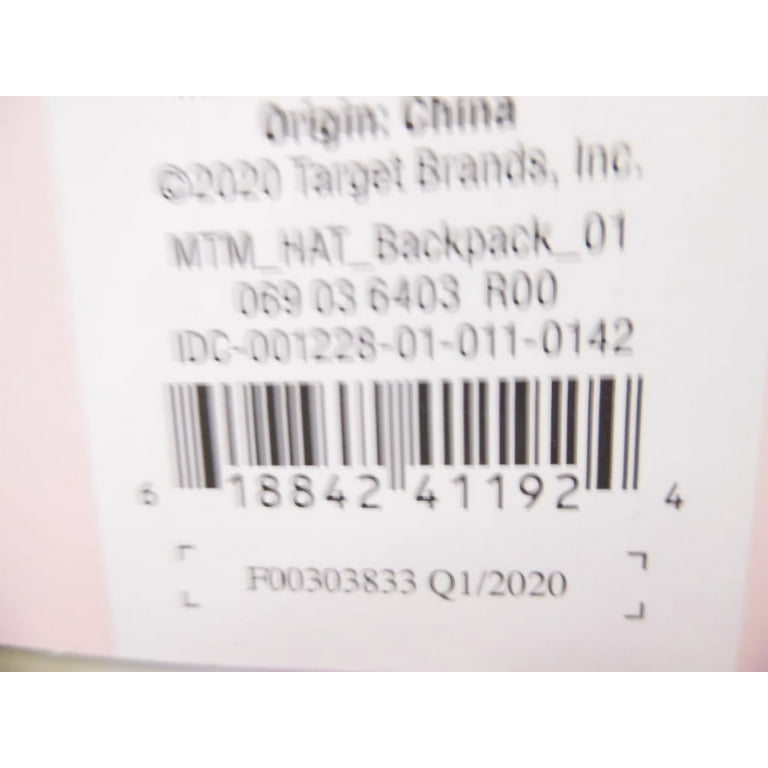 Origin: China
©2020 Target Brands, Inc.
MTM_HAT_Backpack_01
069 03 6403 R00
IDC-001228-01-011-0142
6 18842 41192 4
F00303833 Q1/2020